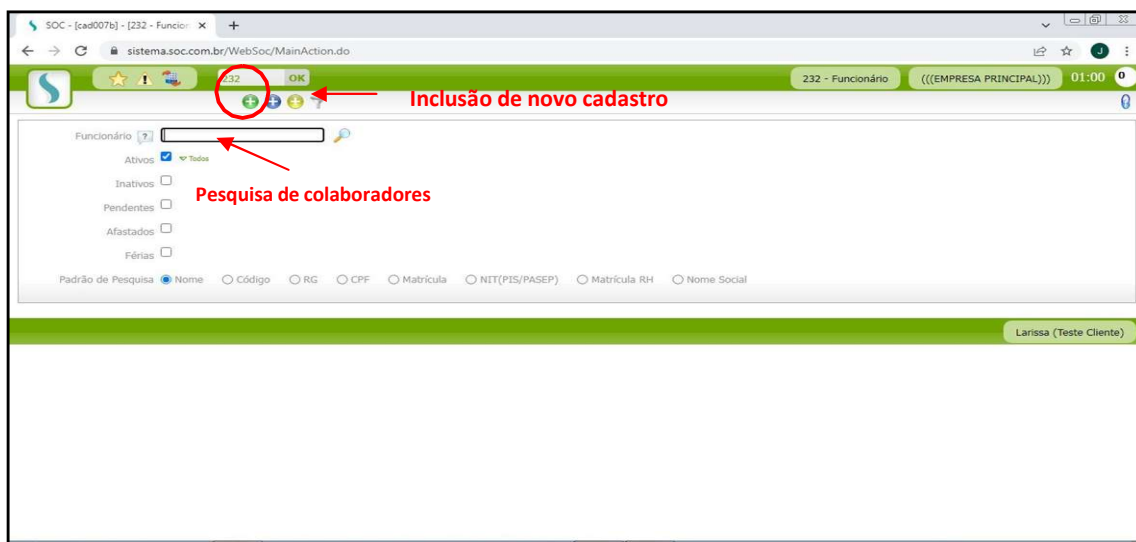 SOC - [cad007b] - [232 - Funcior
sistema.soc.com.br/WebSoc/MainAction.do
J
232 OK
232 - Funcionário (((EMPRESA PRINCIPAL))) 01:00 0
Inclusão de novo cadastro
Funcionário ?
Ativos Todos
Inativos
Pesquisa de colaboradores
Pendentes
Afastados
Férias
Padrão de Pesquisa Nome Código RG CPF Matrícula NIT(PIS/PASEP) Matrícula RH Nome Social
Larissa (Teste Cliente)